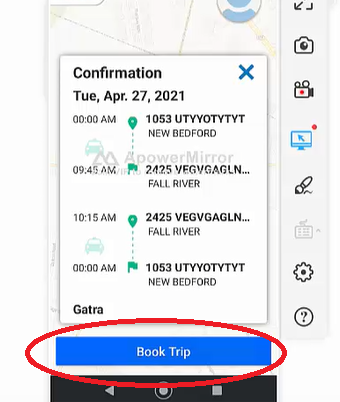 Confirmation
Tue, Apr. 27, 2021
00:00 AM 1053 UTYYOTYTYT
NEW BEDFORD
ApowerMirror
09:45 AM 2425 VEGVGAGLN...
FALL RIVER
10:15 AM 2425 VEGVGAGLN...
FALL RIVER
00:00 AM 1053 UTYYOTYTYT
NEW BEDFORD
Gatra
Book Trip